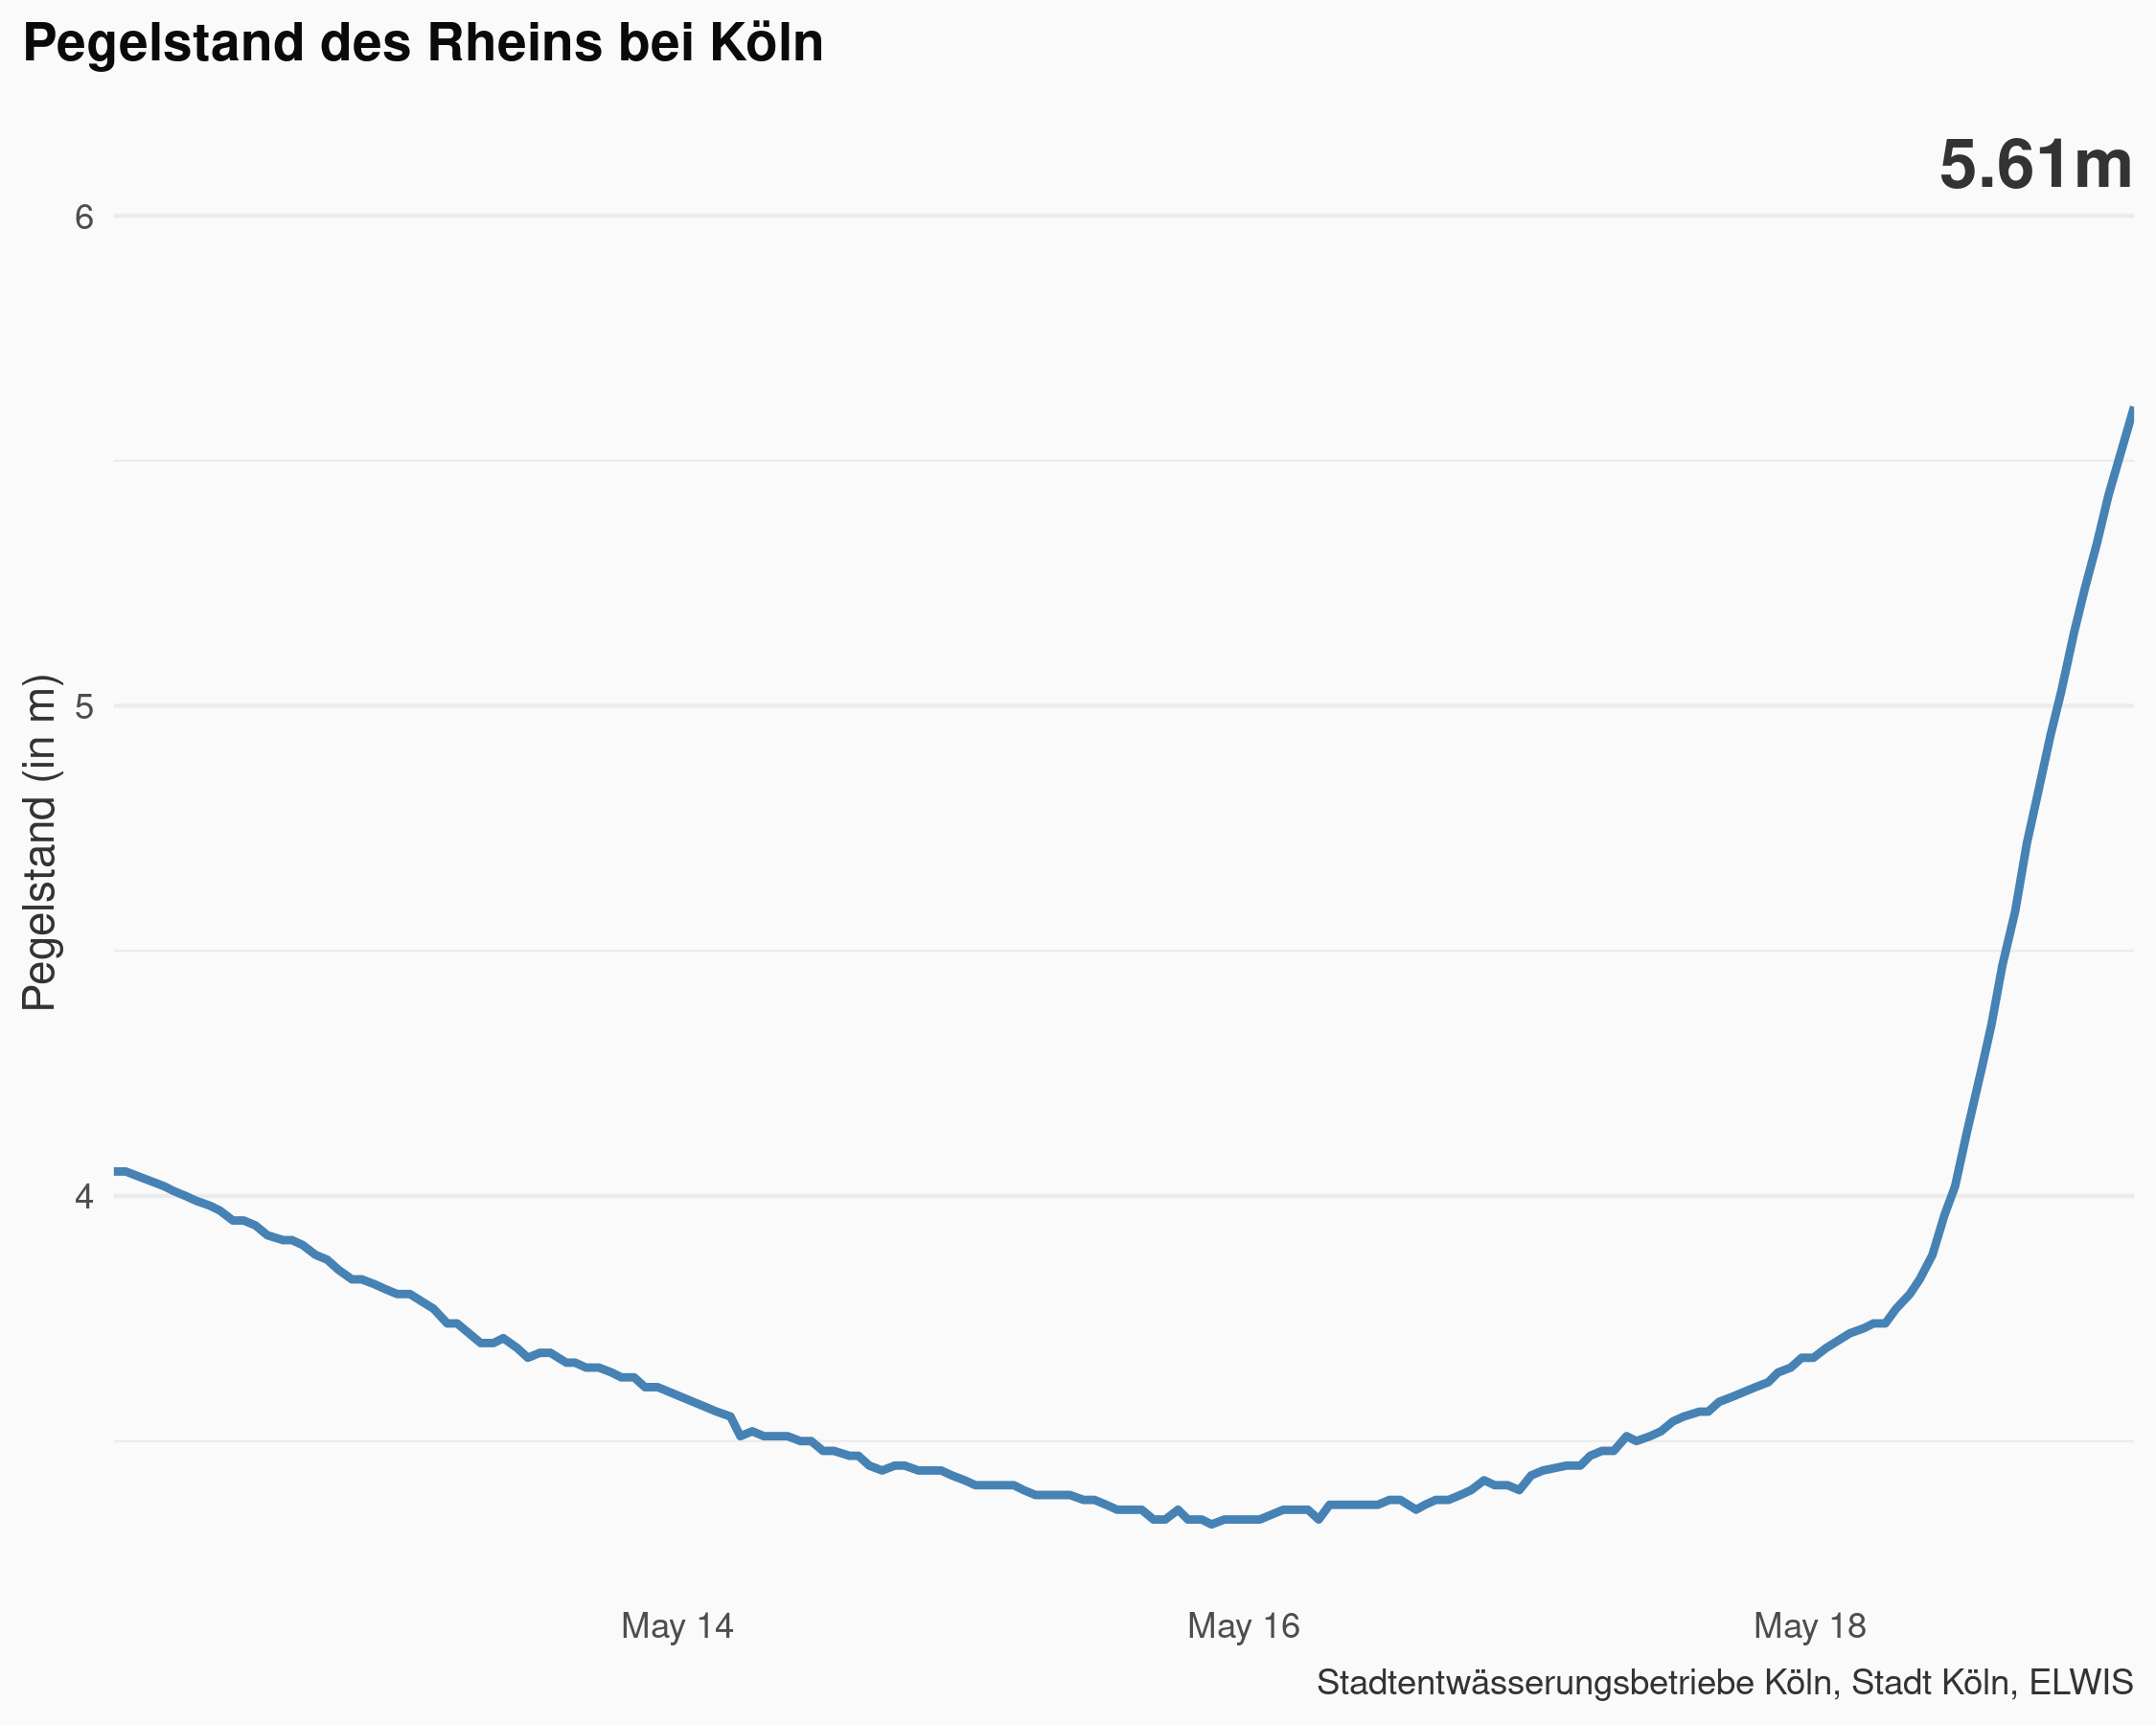 Pegelstand des Rheins bei Köln
5.61m
6
5
4
Pegelstand (in m)
May 14
May 16
May 18
Stadtentwässerungsbetriebe Köln, Stadt Köln, ELWIS